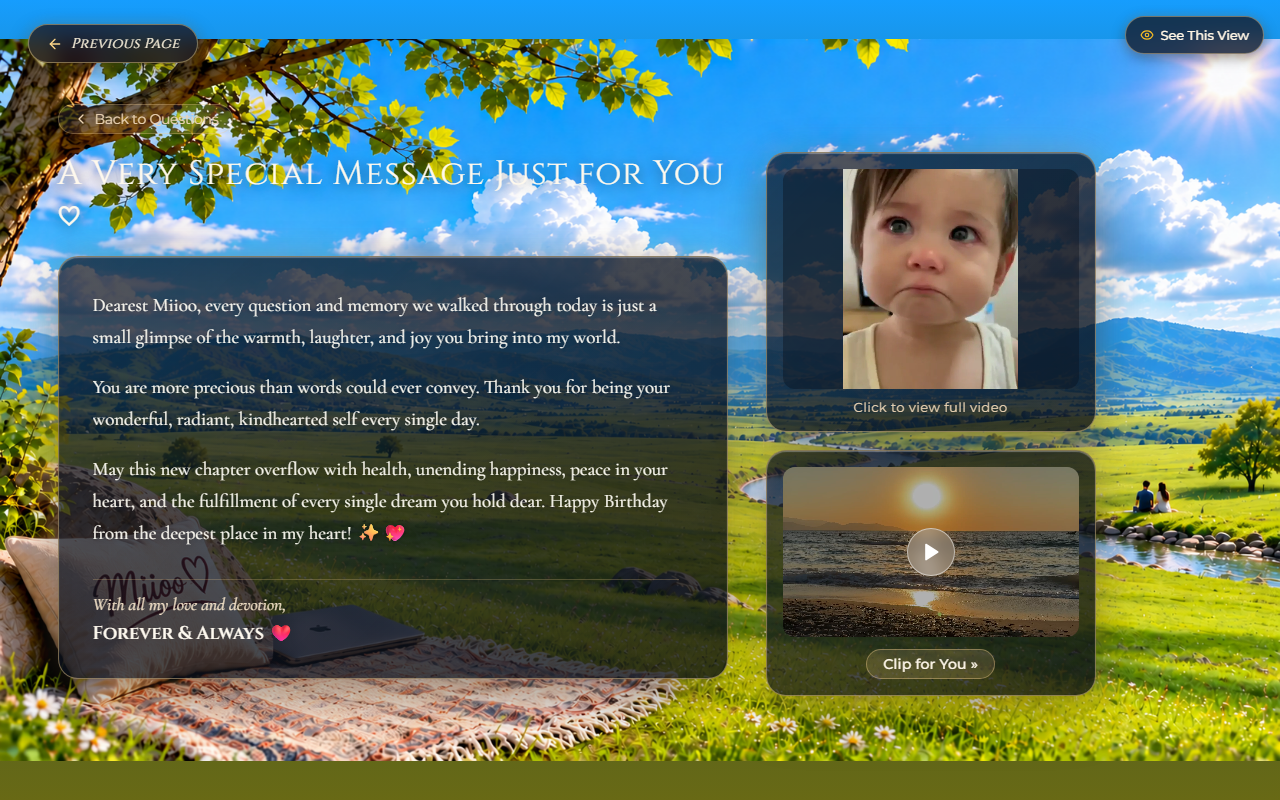 Previous Page
See This View
Back to Questions
A Very Special Message Just for You
Dearest Miioo, every question and memory we walked through today is just a
small glimpse of the warmth, laughter, and joy you bring into my world.
You are more precious than words could ever convey. Thank you for being your
wonderful, radiant, kindhearted self every single day.
May this new chapter overflow with health, unending happiness, peace in your
heart, and the fulfillment of every single dream you hold dear. Happy Birthday
from the deepest place in my heart! ✨ 💖
Miioo
With all my love and devotion,
Forever & Always 💖
Click to view full video
Clip for You »